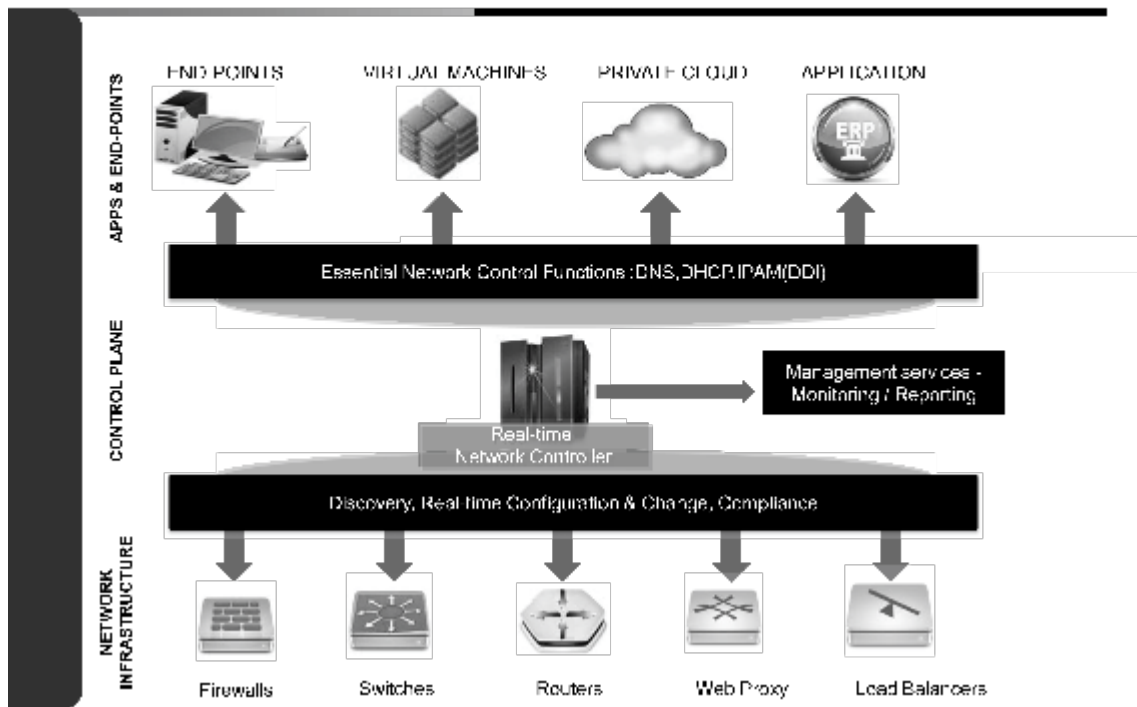 END POINTS
VIRTUAL MACHINES
PRIVATE CLOUD
APPLICATION
APPS & END-POINTS
ERP
Essential Network Control Functions :DNS,DHCP.IPAM(DDI)
CONTROL PLANE
Management services -
Monitoring / Reporting
Real-time
Network Controller
Discovery, Real-time Configuration & Change, Compliance
NETWORK
INFRASTRUCTURE
Firewalls
Switches
Routers
Web Proxy
Load Balancers